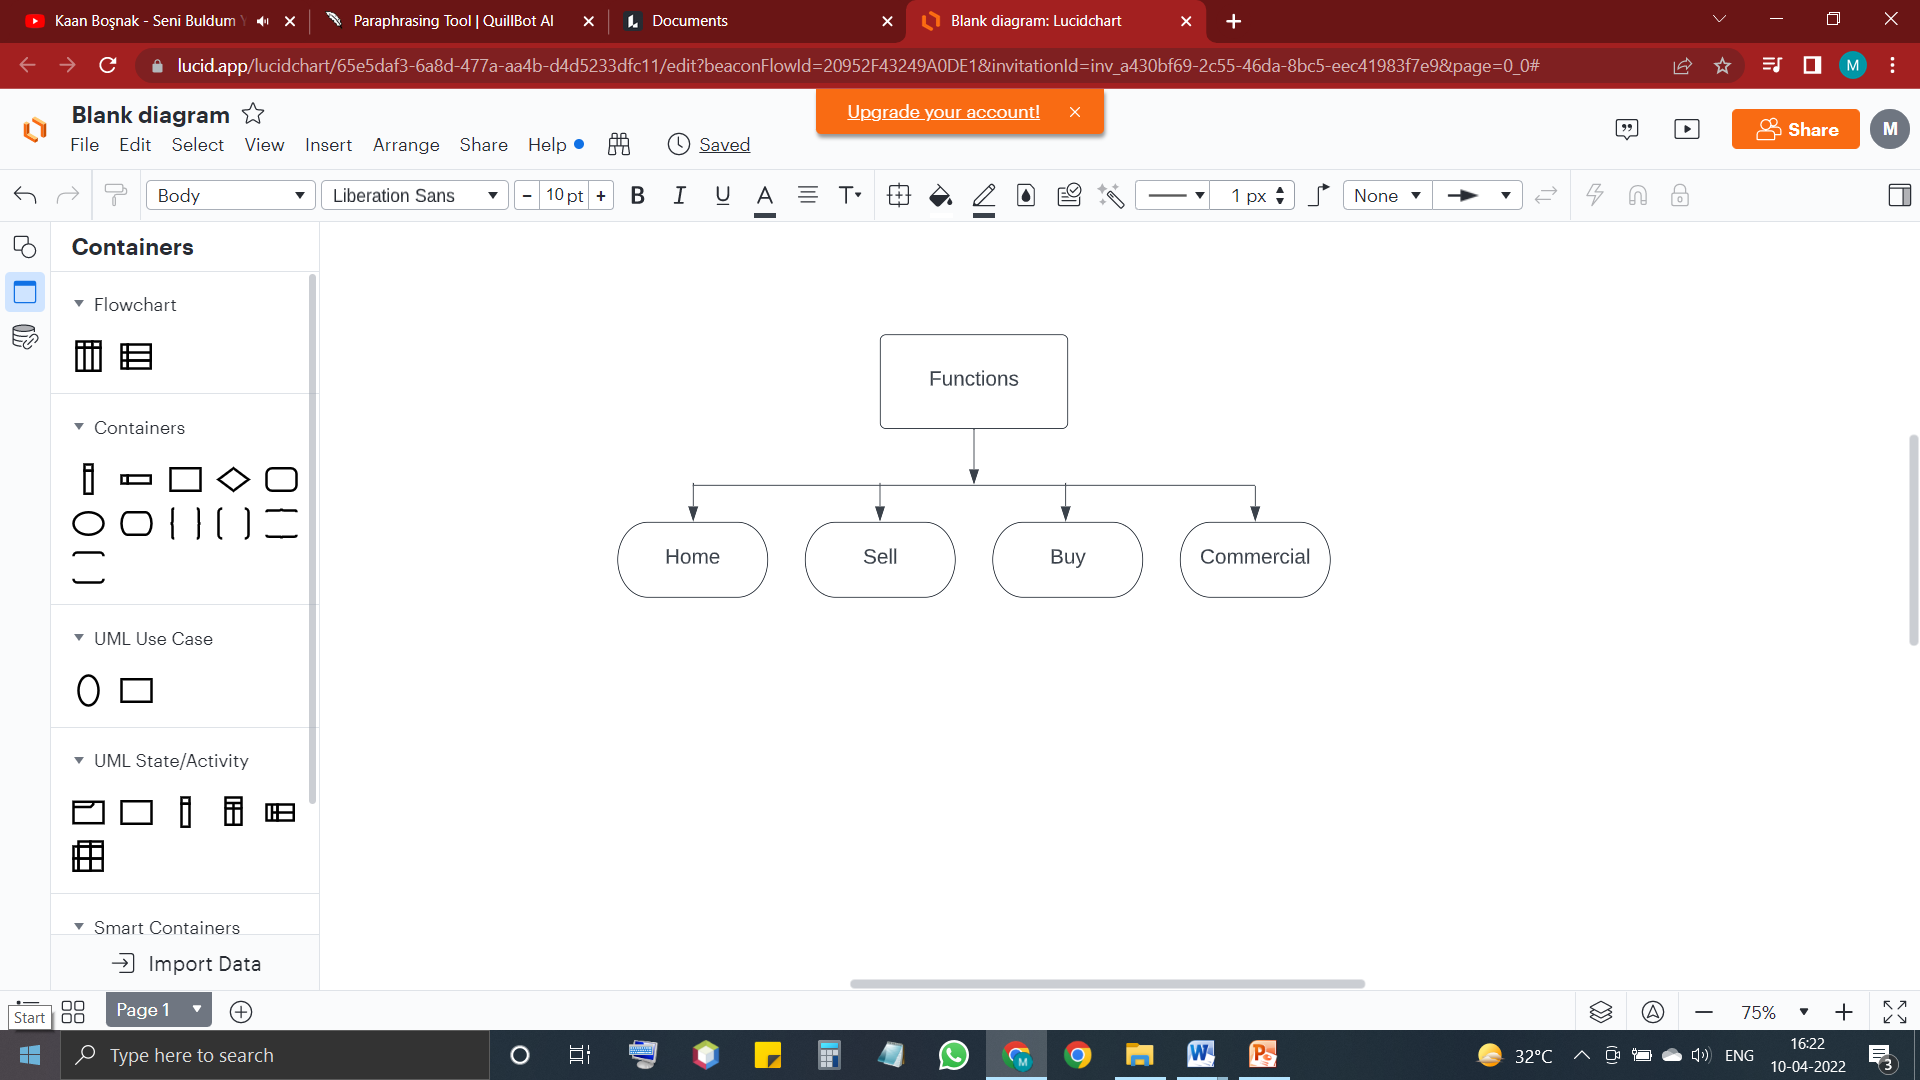 Kaan Boşnak - Seni Buldum
Paraphrasing Tool | QuillBot AI
Documents
Blank diagram: Lucidchart
lucid.app/lucidchart/65e5daf3-6a8d-477a-aa4b-d4d5233dfc11/edit?beaconFlowId=20952F43249A0DE1&invitationId=inv_a430bf69-2c55-46da-8bc5-eec41983f7e9&page=0_0#
M
Blank diagram
Upgrade your account!
File Edit Select View Insert Arrange Share Help
Saved
Share
M
Body
Liberation Sans
- 10 pt +
B I U A T
1 px
None
Containers
Flowchart
Containers
UML Use Case
UML State/Activity
Smart Containers
Import Data
Functions
Home
Sell
Buy
Commercial
Start
Page 1
75%
Type here to search
32°C
ENG
16:22
10-04-2022
3